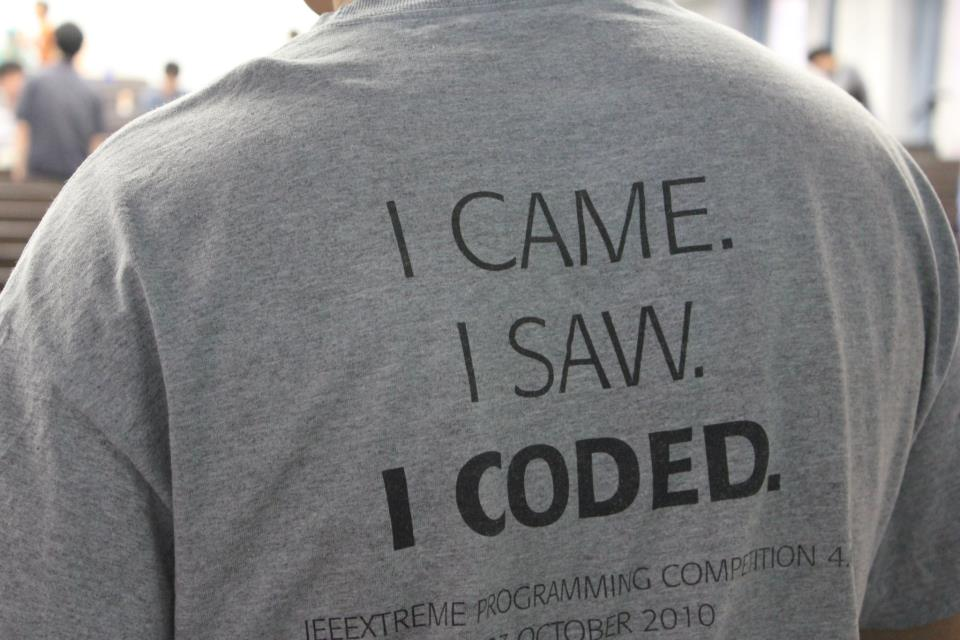 I CAME.
I SAW.
I CODED.
IEEEXTREME PROGRAMMING COMPETITION 4.
OCTOBER 2010